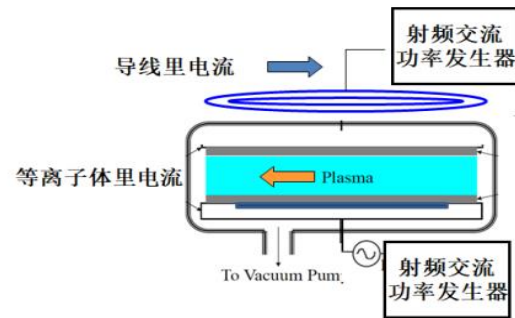 射频交流
功率发生器
导线里电流
等离子体里电流
Plasma
To Vacuum Pum.
射频交流
功率发生器